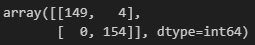 array([[149,   4],
       [  0, 154]], dtype=int64)